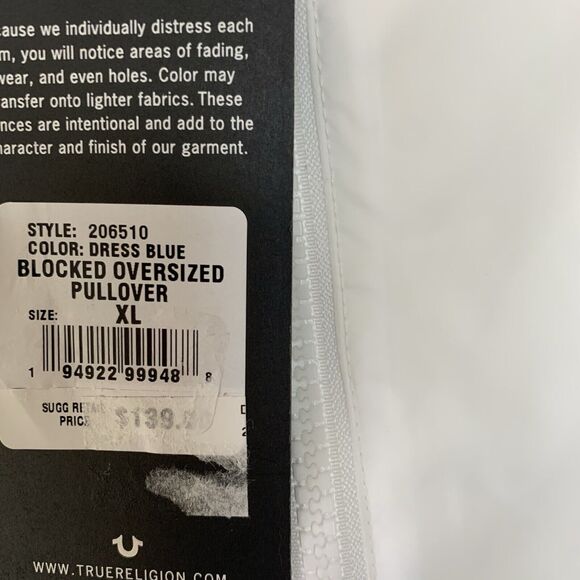 cause we individually distress each
m, you will notice areas of fading,
wear, and even holes. Color may
ransfer onto lighter fabrics. These
nces are intentional and add to the
haracter and finish of our garment.
STYLE: 206510
COLOR: DRESS BLUE
BLOCKED OVERSIZED
PULLOVER
SIZE: XL
1 94922 99948 8
SUGG RETAIL
PRICE $139.
WWW.TRUERELIGION.COM